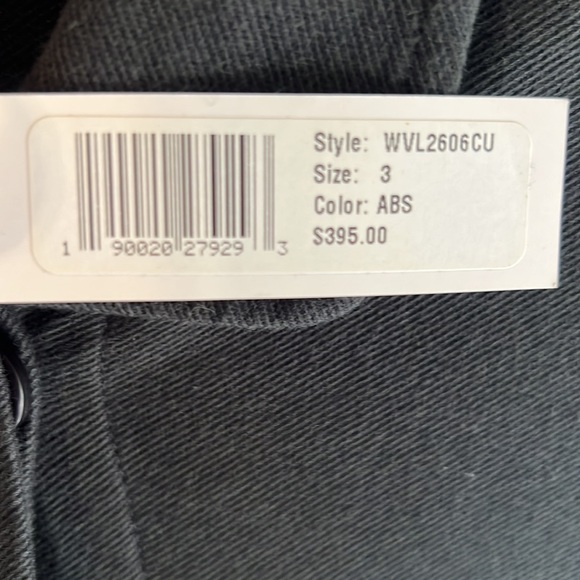 Style: WVL2606CU
Size: 3
Color: ABS
$395.00
1 90020 27929 3